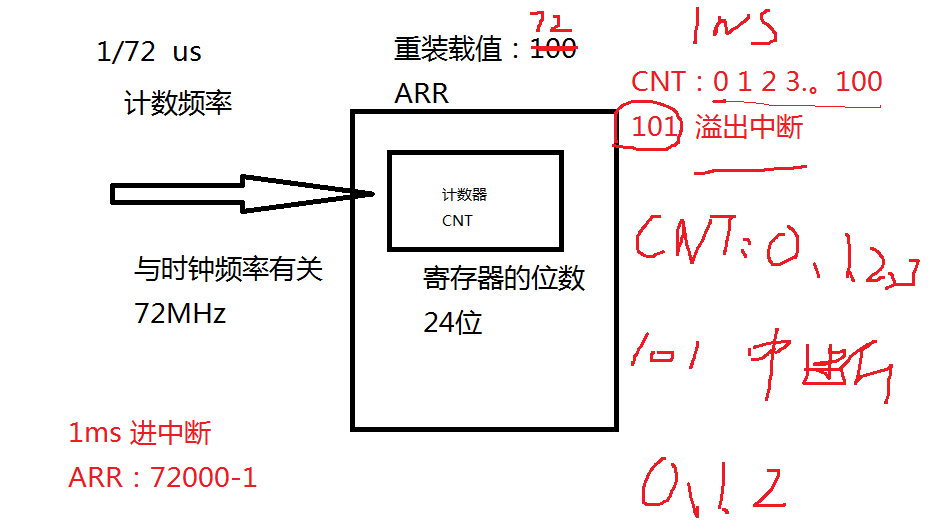 1/72 us
计数频率
与时钟频率有关
72MHz
1ms 进中断
ARR：72000-1
72
重装载值：100
ARR
计数器
CNT
寄存器的位数
24位
CNT：0 1 2 3.。100
101 溢出中断
CNT:0、1、2、3
101 中断
0、1、2